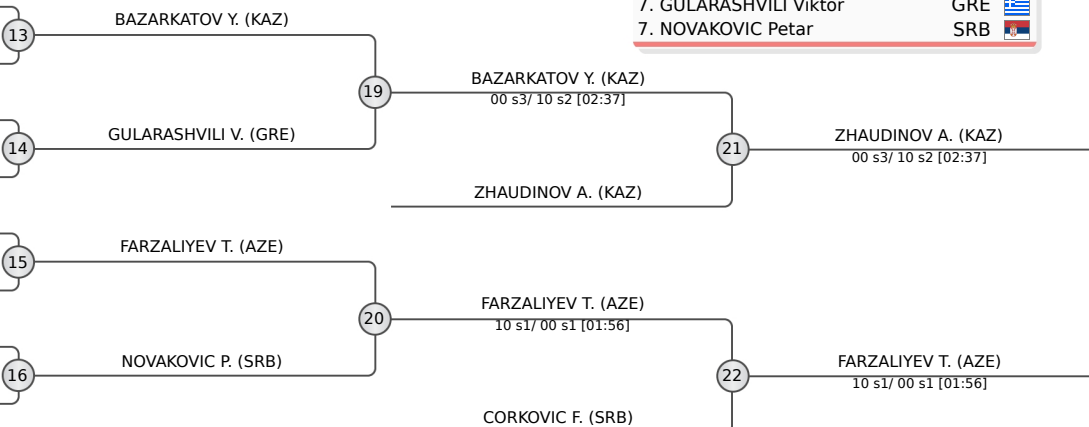 7. GULARASHVILI Viktor GRE
7. NOVAKOVIC Petar SRB
BAZARKATOV Y. (KAZ)
13
19
BAZARKATOV Y. (KAZ)
00 s3/ 10 s2 [02:37]
GULARASHVILI V. (GRE)
14
21
ZHAUDINOV A. (KAZ)
00 s3/ 10 s2 [02:37]
ZHAUDINOV A. (KAZ)
FARZALIYEV T. (AZE)
15
20
FARZALIYEV T. (AZE)
10 s1/ 00 s1 [01:56]
NOVAKOVIC P. (SRB)
16
22
FARZALIYEV T. (AZE)
10 s1/ 00 s1 [01:56]
CORKOVIC F. (SRB)